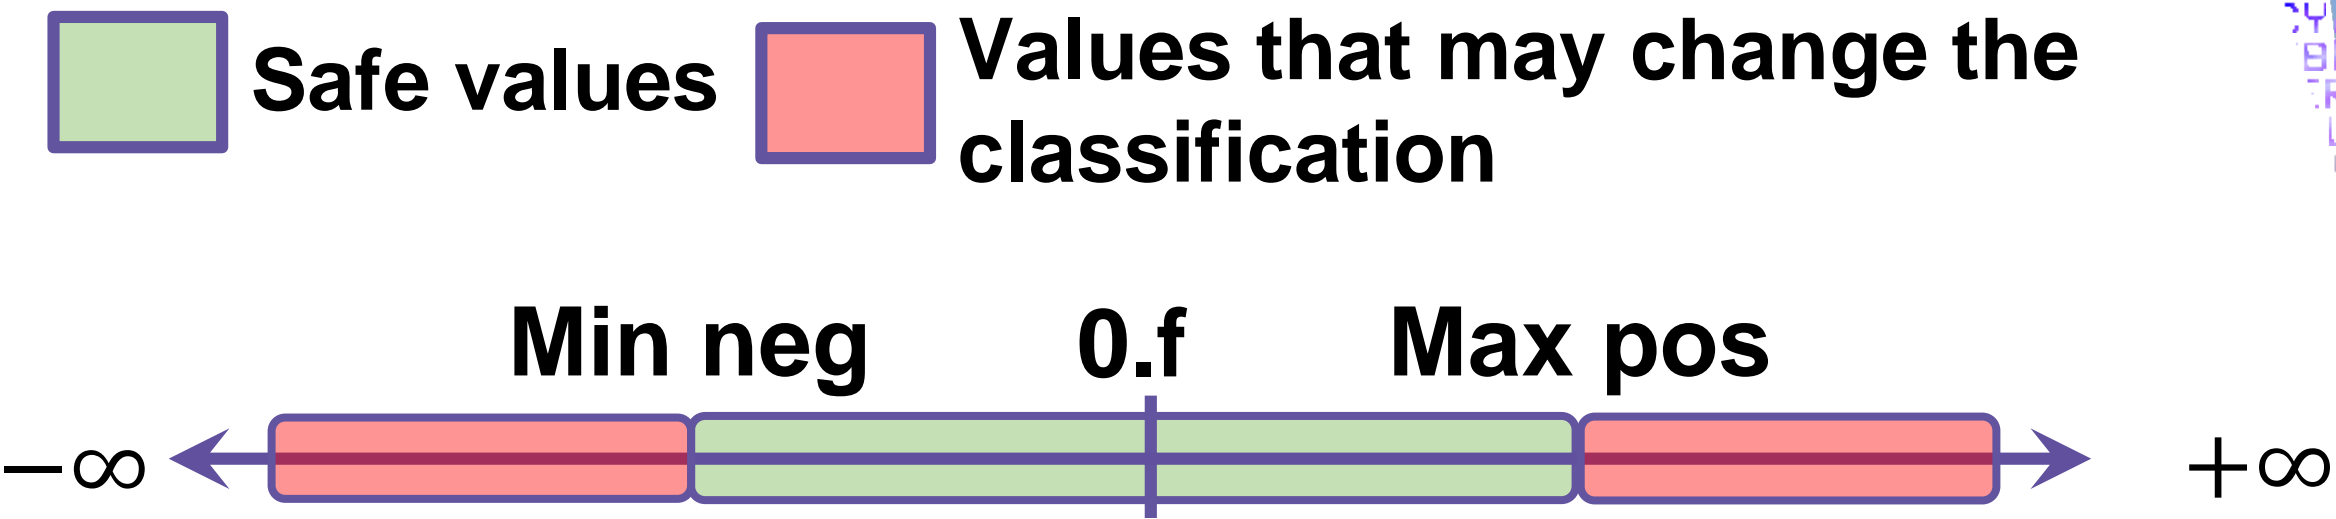 Safe values
Values that may change the
classification
Min neg
0.f
Max pos
−∞
+∞